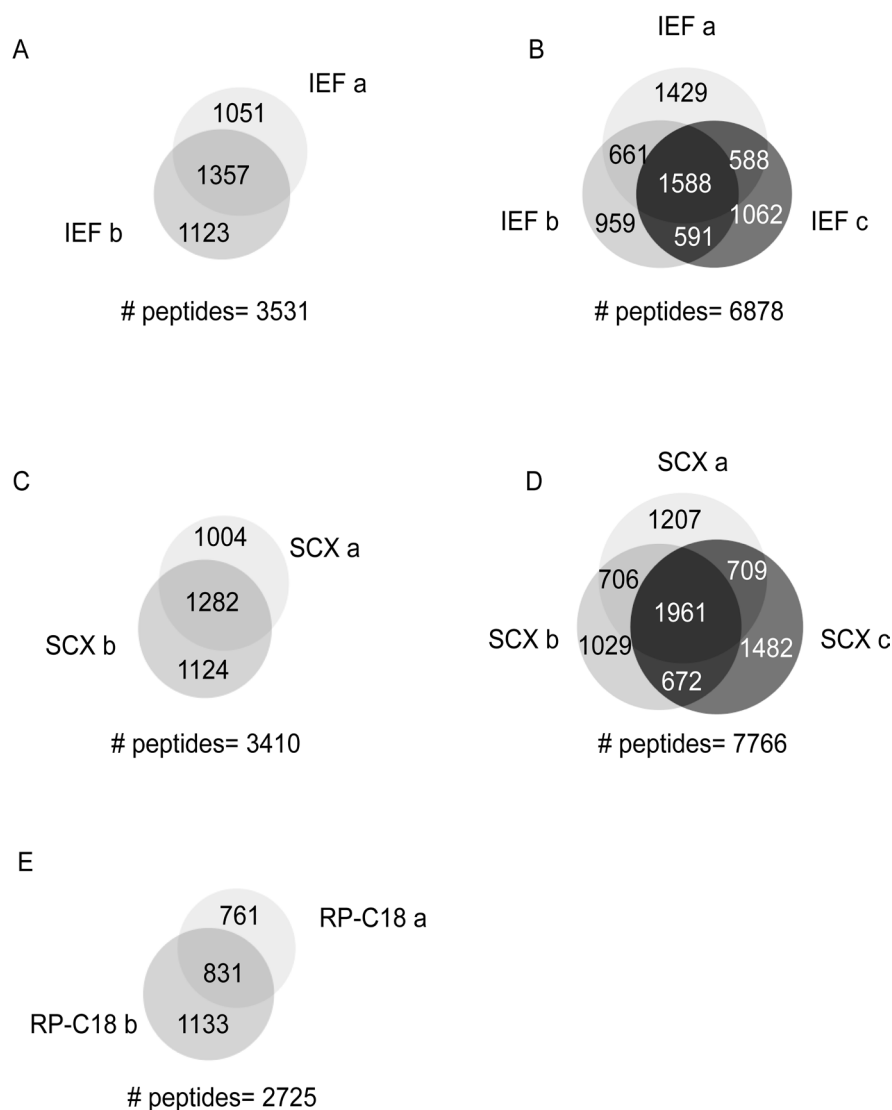 A
IEF a
1051
1357
IEF b
1123
# peptides= 3531
B
IEF a
1429
661
588
1588
IEF b
959
1062
IEF c
591
# peptides= 6878
C
1004
SCX a
1282
SCX b
1124
# peptides= 3410
D
SCX a
1207
706
709
1961
SCX b
1029
1482
SCX c
672
# peptides= 7766
E
761
RP-C18 a
831
RP-C18 b
1133
# peptides= 2725